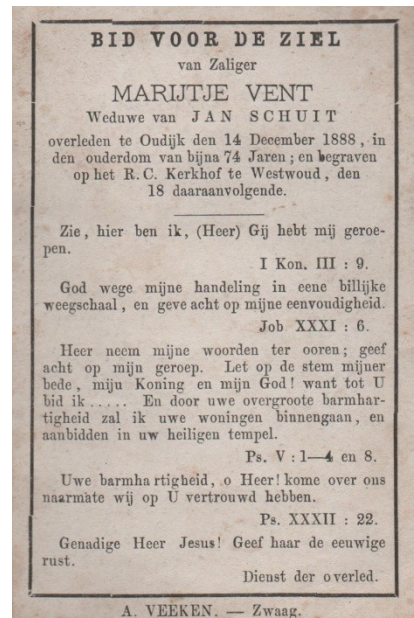 BID VOOR DE ZIEL
van Zaliger
MARIJTJE VENT
Weduwe van JAN SCHUIT
overleden te Oudijk den 14 December 1888, in
den ouderdom van bijna 74 Jaren; en begraven
op het R. C. Kerkhof te Westwoud, den
18 daaraanvolgende.
Zie, hier ben ik, (Heer) Gij hebt mij geroe-
pen.
I Kon. III : 9.
God wege mijne handeling in eene billijke
weegschaal, en geve acht op mijne eenvoudigheid.
Job XXXI : 6.
Heer neem mijne woorden ter ooren; geef
acht op mijn geroep. Let op de stem mijner
bede, miju Koning en mijn God! want tot U
bid ik..... En door uwe overgroote barmhar-
tigheid zal ik uwe woningen binnengaan, en
aanbidden in uw heiligen tempel.
Ps. V : 1—4 en 8.
Uwe barmha rtigheid, o Heer! kome over ons
naarmate wij op U vertrouwd hebben.
Ps. XXXII : 22.
Genadige Heer Jesus! Geef haar de eeuwige
rust.
Dienst der overled.
A. VEEKEN. — Zwaag.